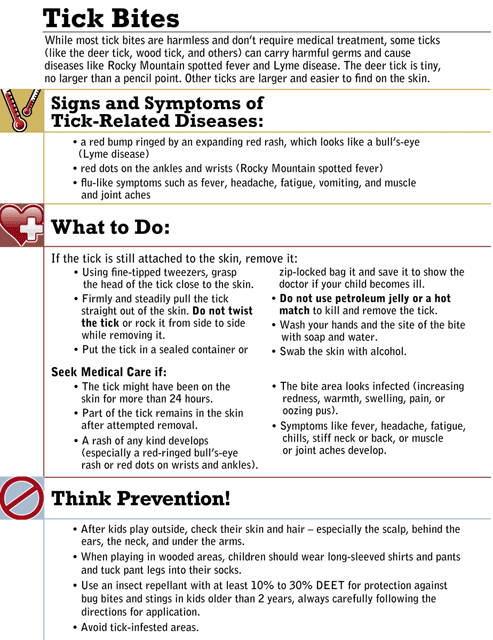 Tick Bites
While most tick bites are harmless and don't require medical treatment, some ticks
(like the deer tick, wood tick, and others) can carry harmful germs and cause
diseases like Rocky Mountain spotted fever and Lyme disease. The deer tick is tiny,
no larger than a pencil point. Other ticks are larger and easier to find on the skin.
Signs and Symptoms of
Tick-Related Diseases:
• a red bump ringed by an expanding red rash, which looks like a bull's-eye
(Lyme disease)
• red dots on the ankles and wrists (Rocky Mountain spotted fever)
• flu-like symptoms such as fever, headache, fatigue, vomiting, and muscle
and joint aches
What to Do:
If the tick is still attached to the skin, remove it:
• Using fine-tipped tweezers, grasp
the head of the tick close to the skin.
• Firmly and steadily pull the tick
straight out of the skin. Do not twist
the tick or rock it from side to side
while removing it.
• Put the tick in a sealed container or
zip-locked bag it and save it to show the
doctor if your child becomes ill.
• Do not use petroleum jelly or a hot
match to kill and remove the tick.
• Wash your hands and the site of the bite
with soap and water.
• Swab the skin with alcohol.
Seek Medical Care if:
• The tick might have been on the
skin for more than 24 hours.
• Part of the tick remains in the skin
after attempted removal.
• A rash of any kind develops
(especially a red-ringed bull's-eye
rash or red dots on wrists and ankles).
• The bite area looks infected (increasing
redness, warmth, swelling, pain, or
oozing pus).
• Symptoms like fever, headache, fatigue,
chills, stiff neck or back, or muscle
or joint aches develop.
Think Prevention!
• After kids play outside, check their skin and hair – especially the scalp, behind the
ears, the neck, and under the arms.
• When playing in wooded areas, children should wear long-sleeved shirts and pants
and tuck pant legs into their socks.
• Use an insect repellant with at least 10% to 30% DEET for protection against
bug bites and stings in kids older than 2 years, always carefully following the
directions for application.
• Avoid tick-infested areas.